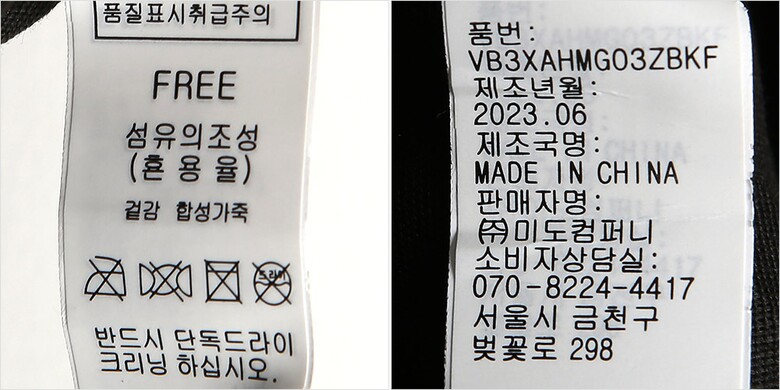 품질표시취급주의
FREE
섬유의조성
(혼 용 율)
겉감 합성가죽
드라이
반드시 단독드라이
크리닝 하십시오.
품번:
VB3XAHMG03ZBKF
제조년월:
2023.06
제조국명:
MADE IN CHINA
판매자명:
㈜미도컴퍼니
소비자상담실:
070-8224-4417
서울시 금천구
벚꽃로 298